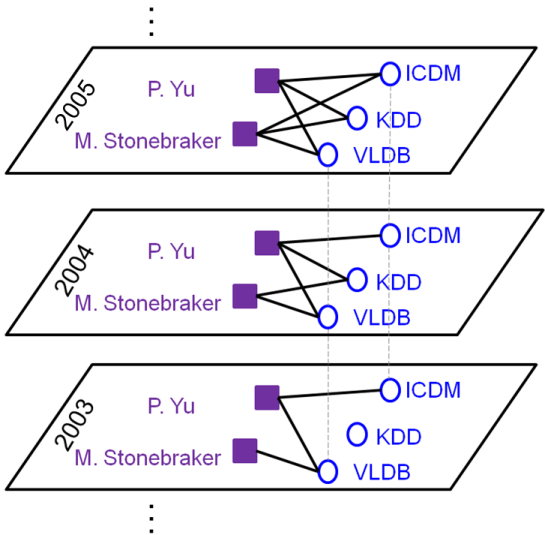 2005
P. Yu
ICDM
KDD
M. Stonebraker
VLDB
2004
P. Yu
ICDM
KDD
M. Stonebraker
VLDB
2003
P. Yu
ICDM
KDD
M. Stonebraker
VLDB